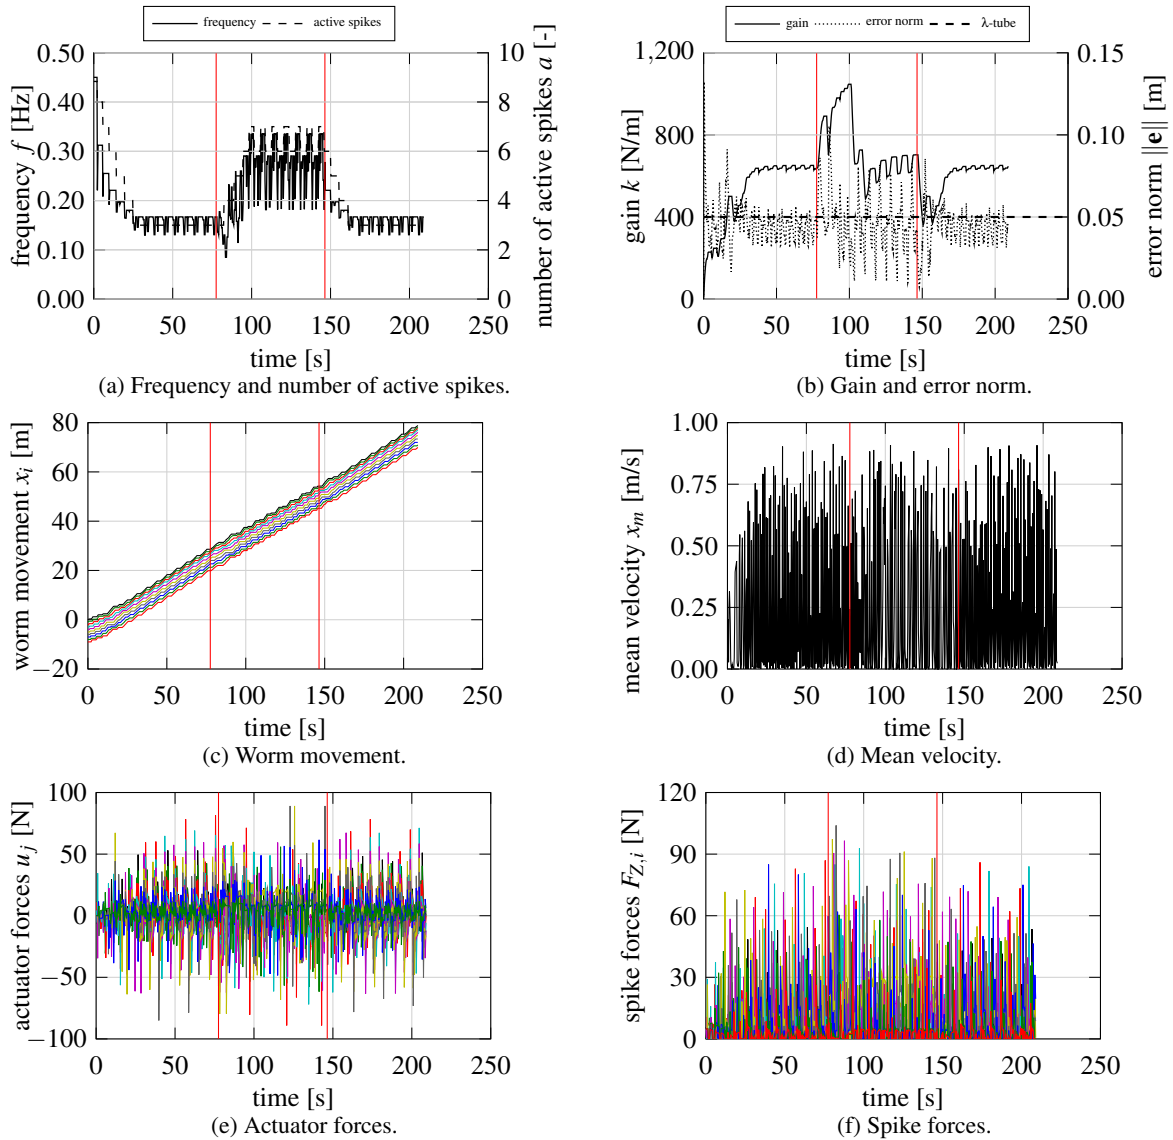 frequency active spikes
gain error norm λ-tube
0.50
0.40
0.30
0.20
0.10
0.00
frequency f [Hz]
10
8
6
4
2
0
number of active spikes a [-]
0 50 100 150 200 250
time [s]
(a) Frequency and number of active spikes.
1,200
800
400
0
gain k [N/m]
0.15
0.10
0.05
0.00
error norm ||e|| [m]
0 50 100 150 200 250
time [s]
(b) Gain and error norm.
80
60
40
20
0
−20
worm movement xi [m]
0 50 100 150 200 250
time [s]
(c) Worm movement.
1.00
0.75
0.50
0.25
0.00
mean velocity xm [m/s]
0 50 100 150 200 250
time [s]
(d) Mean velocity.
100
50
0
−50
−100
actuator forces uj [N]
0 50 100 150 200 250
time [s]
(e) Actuator forces.
120
90
60
30
0
spike forces FZ,i [N]
0 50 100 150 200 250
time [s]
(f) Spike forces.